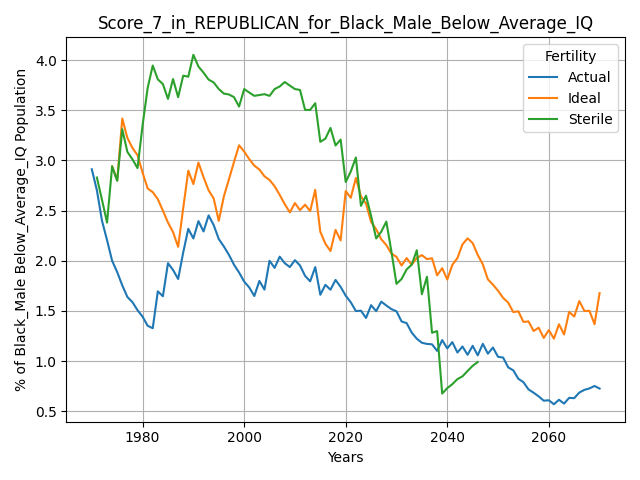 Score_7_in_REPUBLICAN_for_Black_Male_Below_Average_IQ
% of Black_Male Below_Average_IQ Population
4.0
3.5
3.0
2.5
2.0
1.5
1.0
0.5
Fertility
Actual
Ideal
Sterile
1980
2000
2020
2040
2060
Years